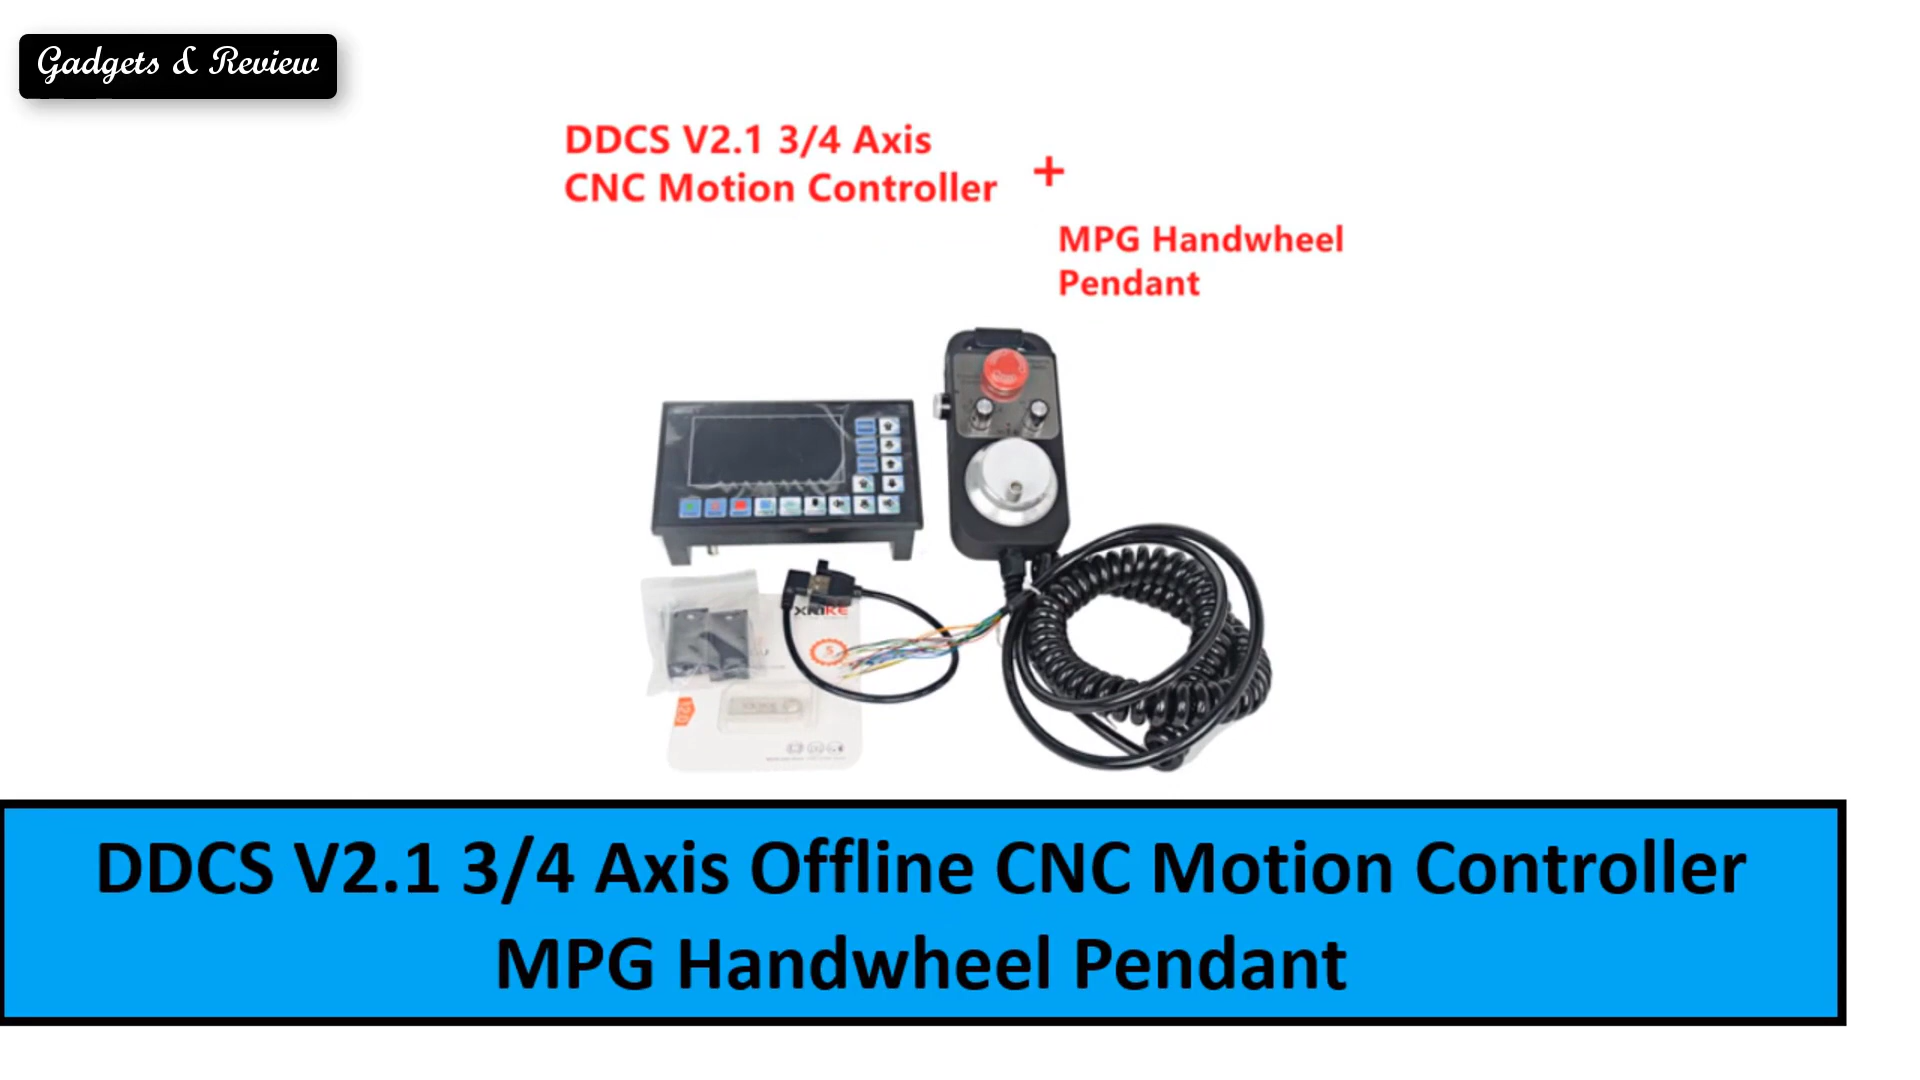 Gadgets & Review
DDCS V2.1 3/4 Axis
CNC Motion Controller
+
MPG Handwheel
Pendant
DDCS V2.1 3/4 Axis Offline CNC Motion Controller
MPG Handwheel Pendant